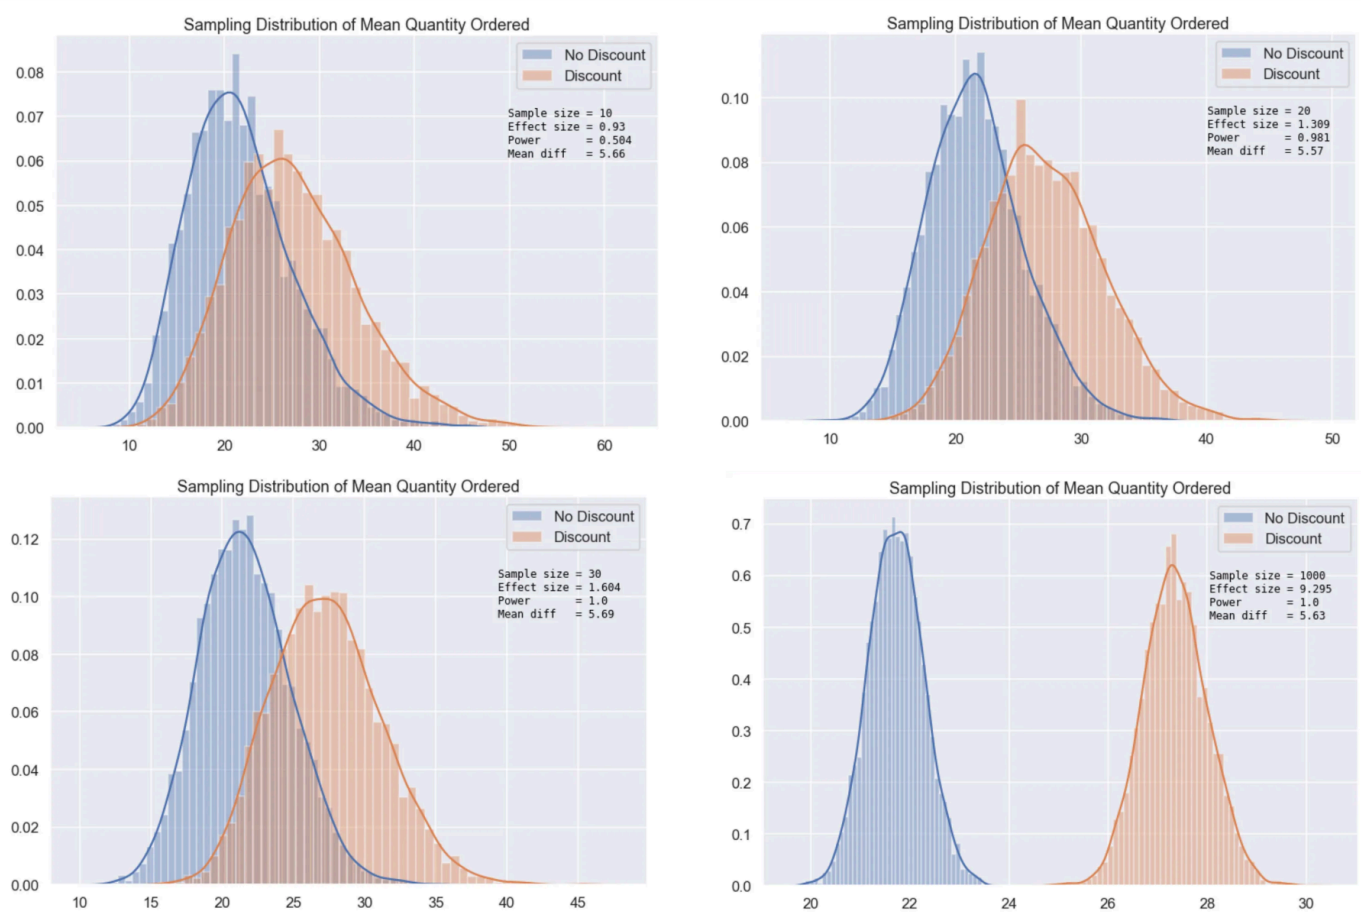 Sampling Distribution of Mean Quantity Ordered
No Discount
Discount
Sample size = 10
Effect size = 0.93
Power = 0.504
Mean diff = 5.66
0.08
0.07
0.06
0.05
0.04
0.03
0.02
0.01
0.00
10 20 30 40 50 60
Sampling Distribution of Mean Quantity Ordered
No Discount
Discount
Sample size = 20
Effect size = 1.309
Power = 0.981
Mean diff = 5.57
0.10
0.08
0.06
0.04
0.02
0.00
10 20 30 40 50
Sampling Distribution of Mean Quantity Ordered
No Discount
Discount
Sample size = 30
Effect size = 1.604
Power = 1.0
Mean diff = 5.69
0.12
0.10
0.08
0.06
0.04
0.02
0.00
10 15 20 25 30 35 40 45
Sampling Distribution of Mean Quantity Ordered
No Discount
Discount
Sample size = 1000
Effect size = 9.295
Power = 1.0
Mean diff = 5.63
0.7
0.6
0.5
0.4
0.3
0.2
0.1
0.0
20 22 24 26 28 30